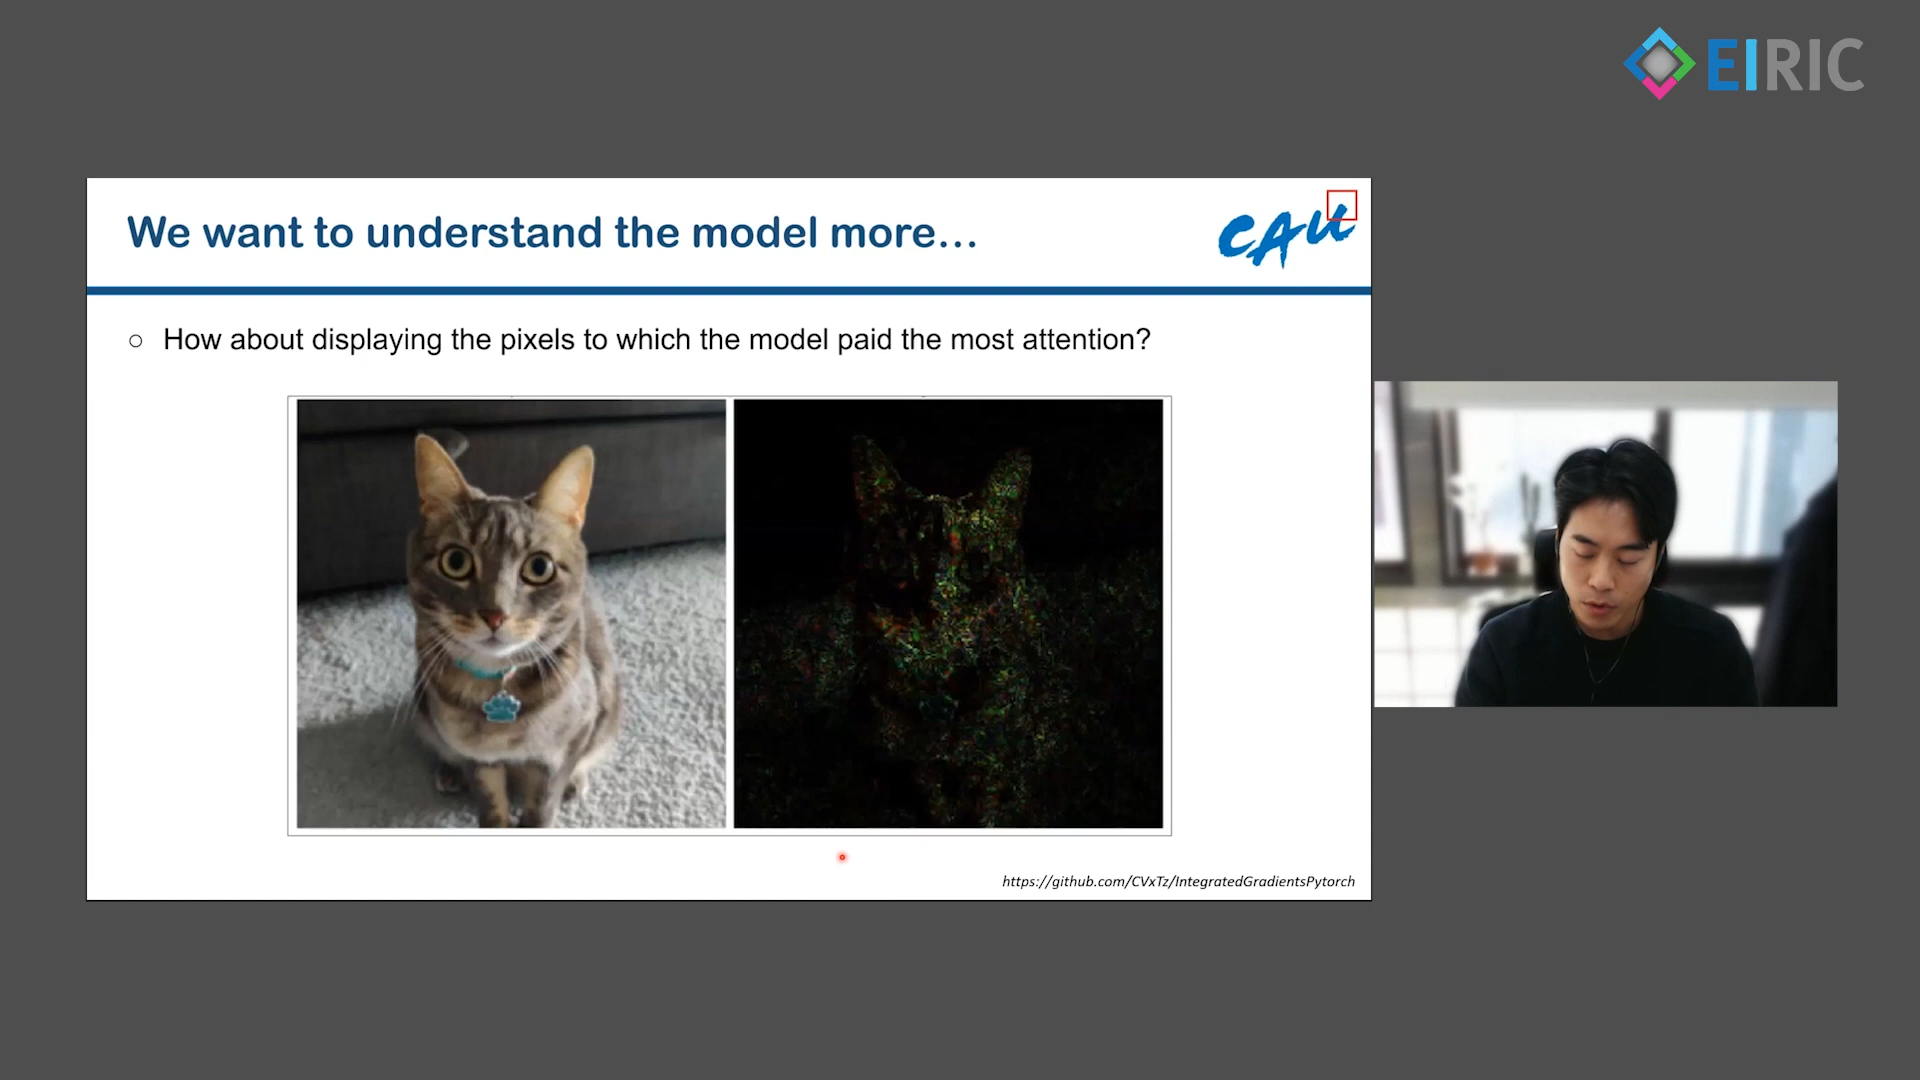 EIRIC
We want to understand the model more...
CAU
○ How about displaying the pixels to which the model paid the most attention?
https://github.com/CVxTz/IntegratedGradientsPytorch